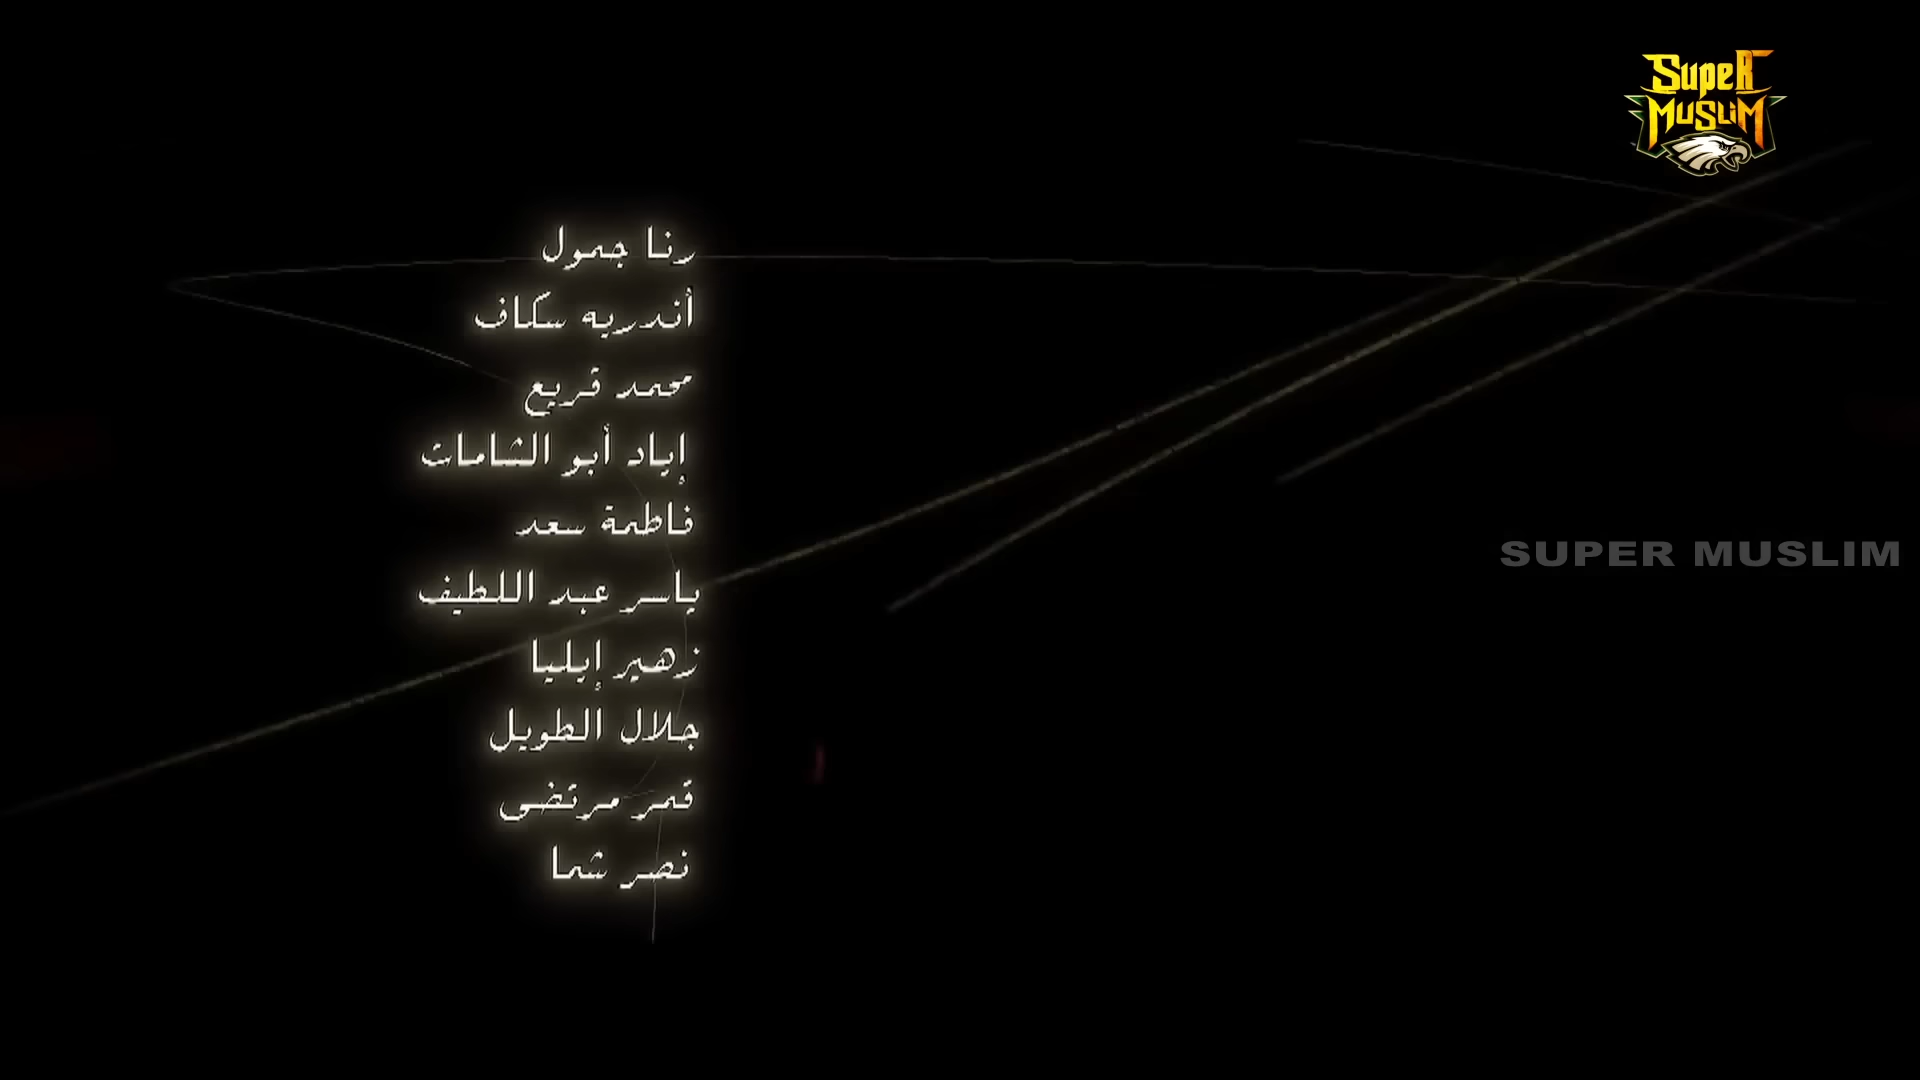 SUPER
MUSLIM
رنا جمول
أندريه سكاف
محمد قريع
إياد أبو الشامات
فاطمة سعد
ياسر عبد اللطيف
زهير إيليا
جلال الطويل
قمر مرتضى
نصر شما
SUPER MUSLIM